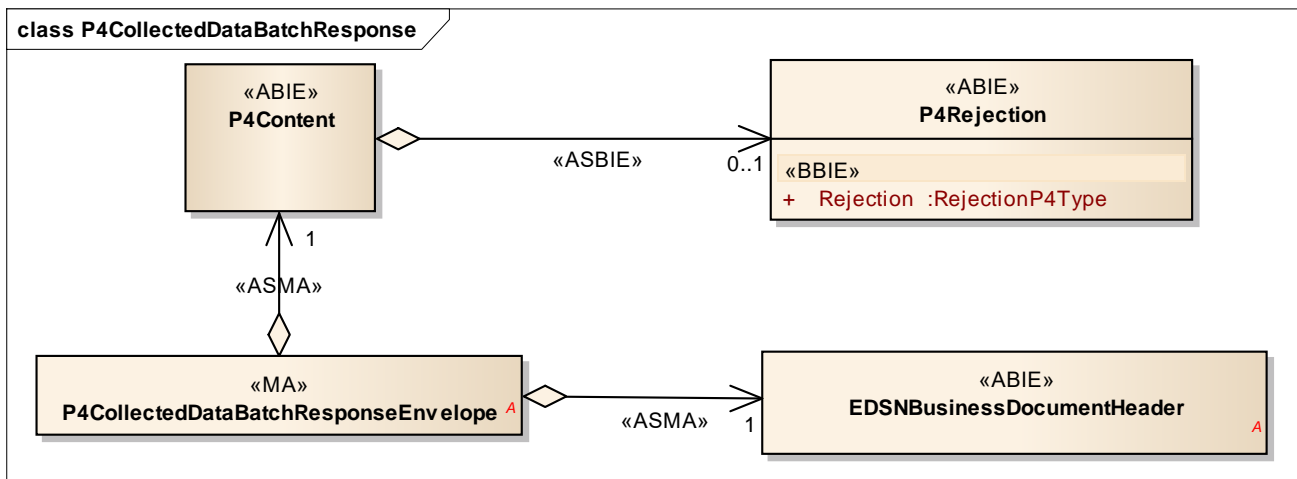 class P4CollectedDataBatchResponse
«ABIE»
P4Content
«ABIE»
P4Rejection
«BBIE»
+ Rejection :RejectionP4Type
«ASBIE»
0..1
1
«ASMA»
«MA»
P4CollectedDataBatchResponseEnvelope
A
«ASMA»
1
«ABIE»
EDSNBusinessDocumentHeader
A